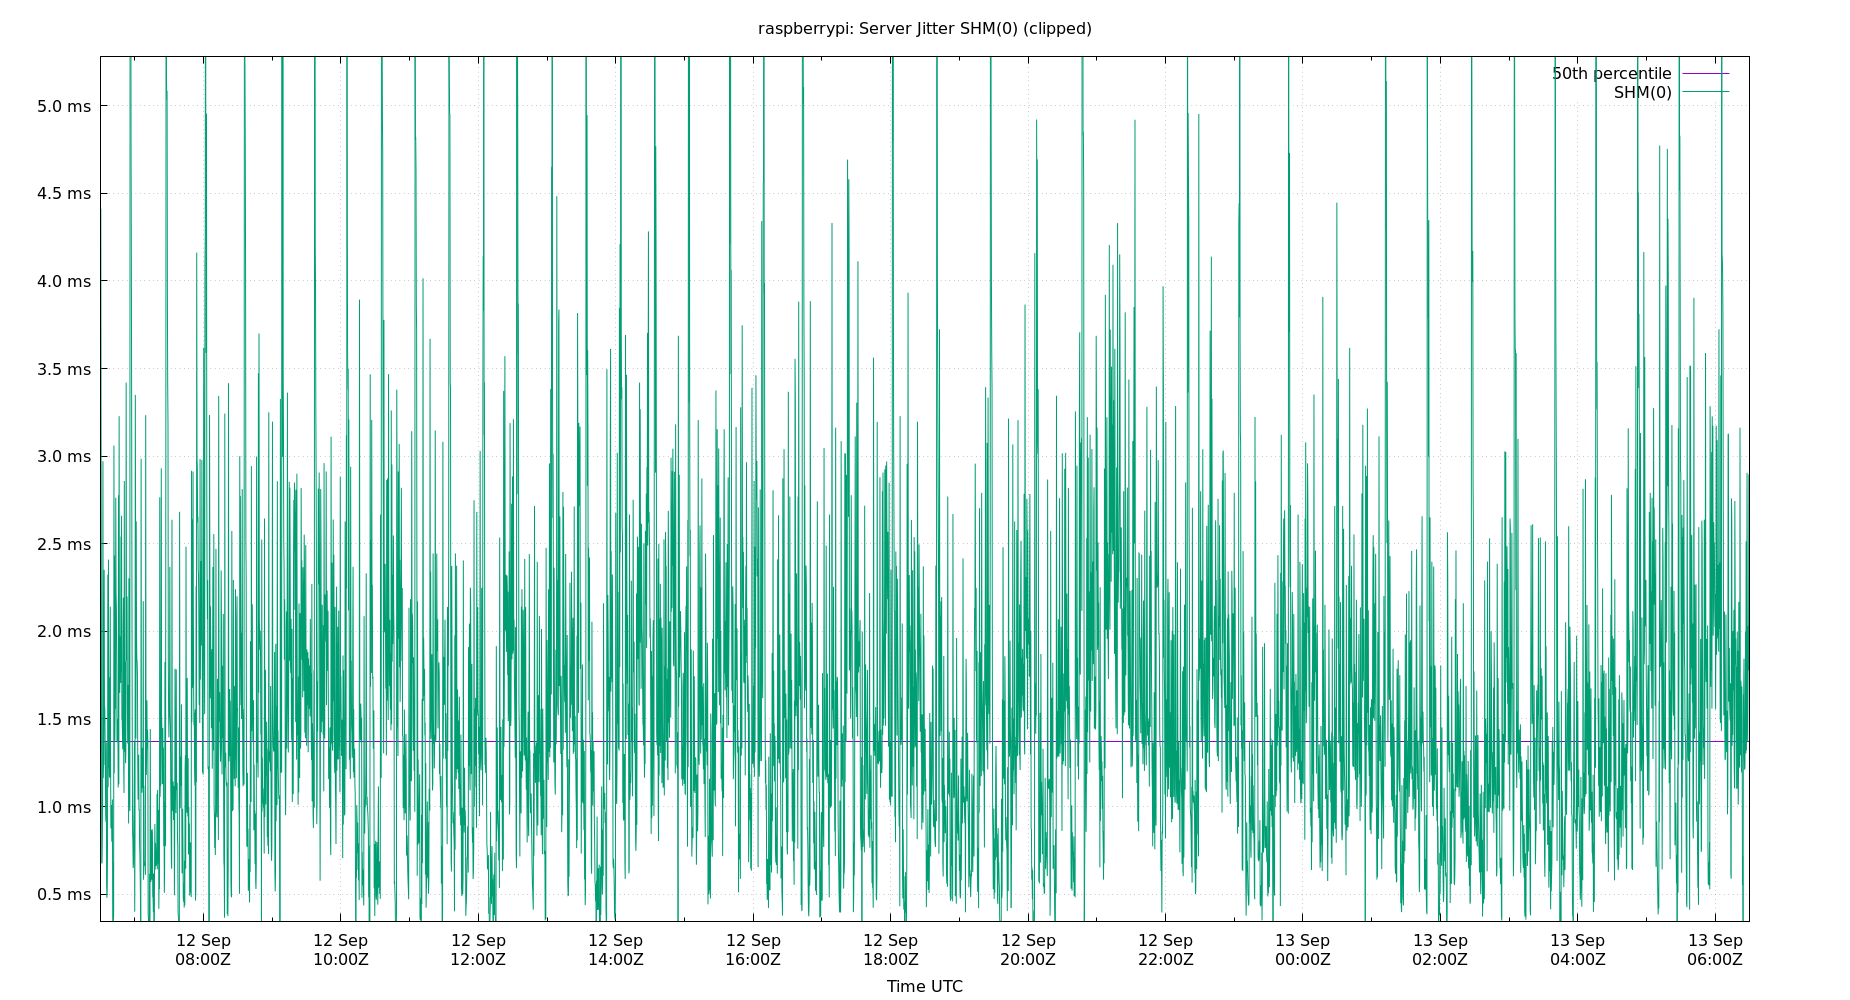 raspberrypi: Server Jitter SHM(0) (clipped)
50th percentile
SHM(0)
5.0 ms
4.5 ms
4.0 ms
3.5 ms
3.0 ms
2.5 ms
2.0 ms
1.5 ms
1.0 ms
0.5 ms
12 Sep 12 Sep 12 Sep 12 Sep 12 Sep 12 Sep 12 Sep 12 Sep 13 Sep 13 Sep 13 Sep 13 Sep
08:00Z 10:00Z 12:00Z 14:00Z 16:00Z 18:00Z 20:00Z 22:00Z 00:00Z 02:00Z 04:00Z 06:00Z
Time UTC